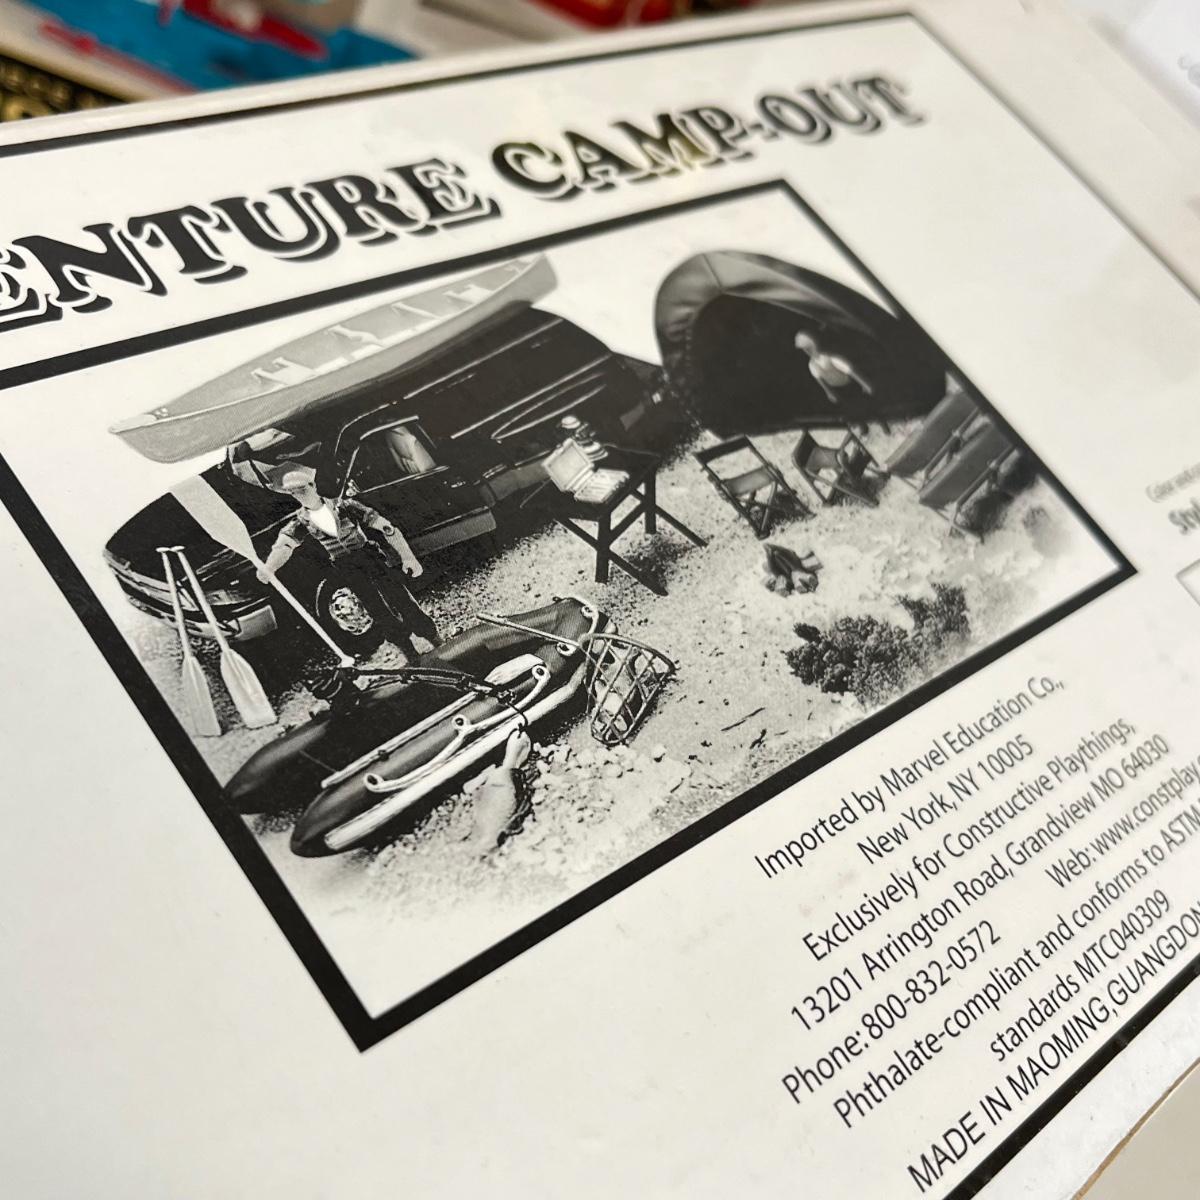 ENTURE CAMP-OUT
Imported by Marvel Education Co.,
New York, NY 10005
Exclusively for Constructive Playthings,
13201 Arrington Road, Grandview MO 64030
Phone: 800-832-0572 Web: www.constplay.
Phthalate-compliant and conforms to ASTM
standards MTC040309
MADE IN MAOMING, GUANGDON